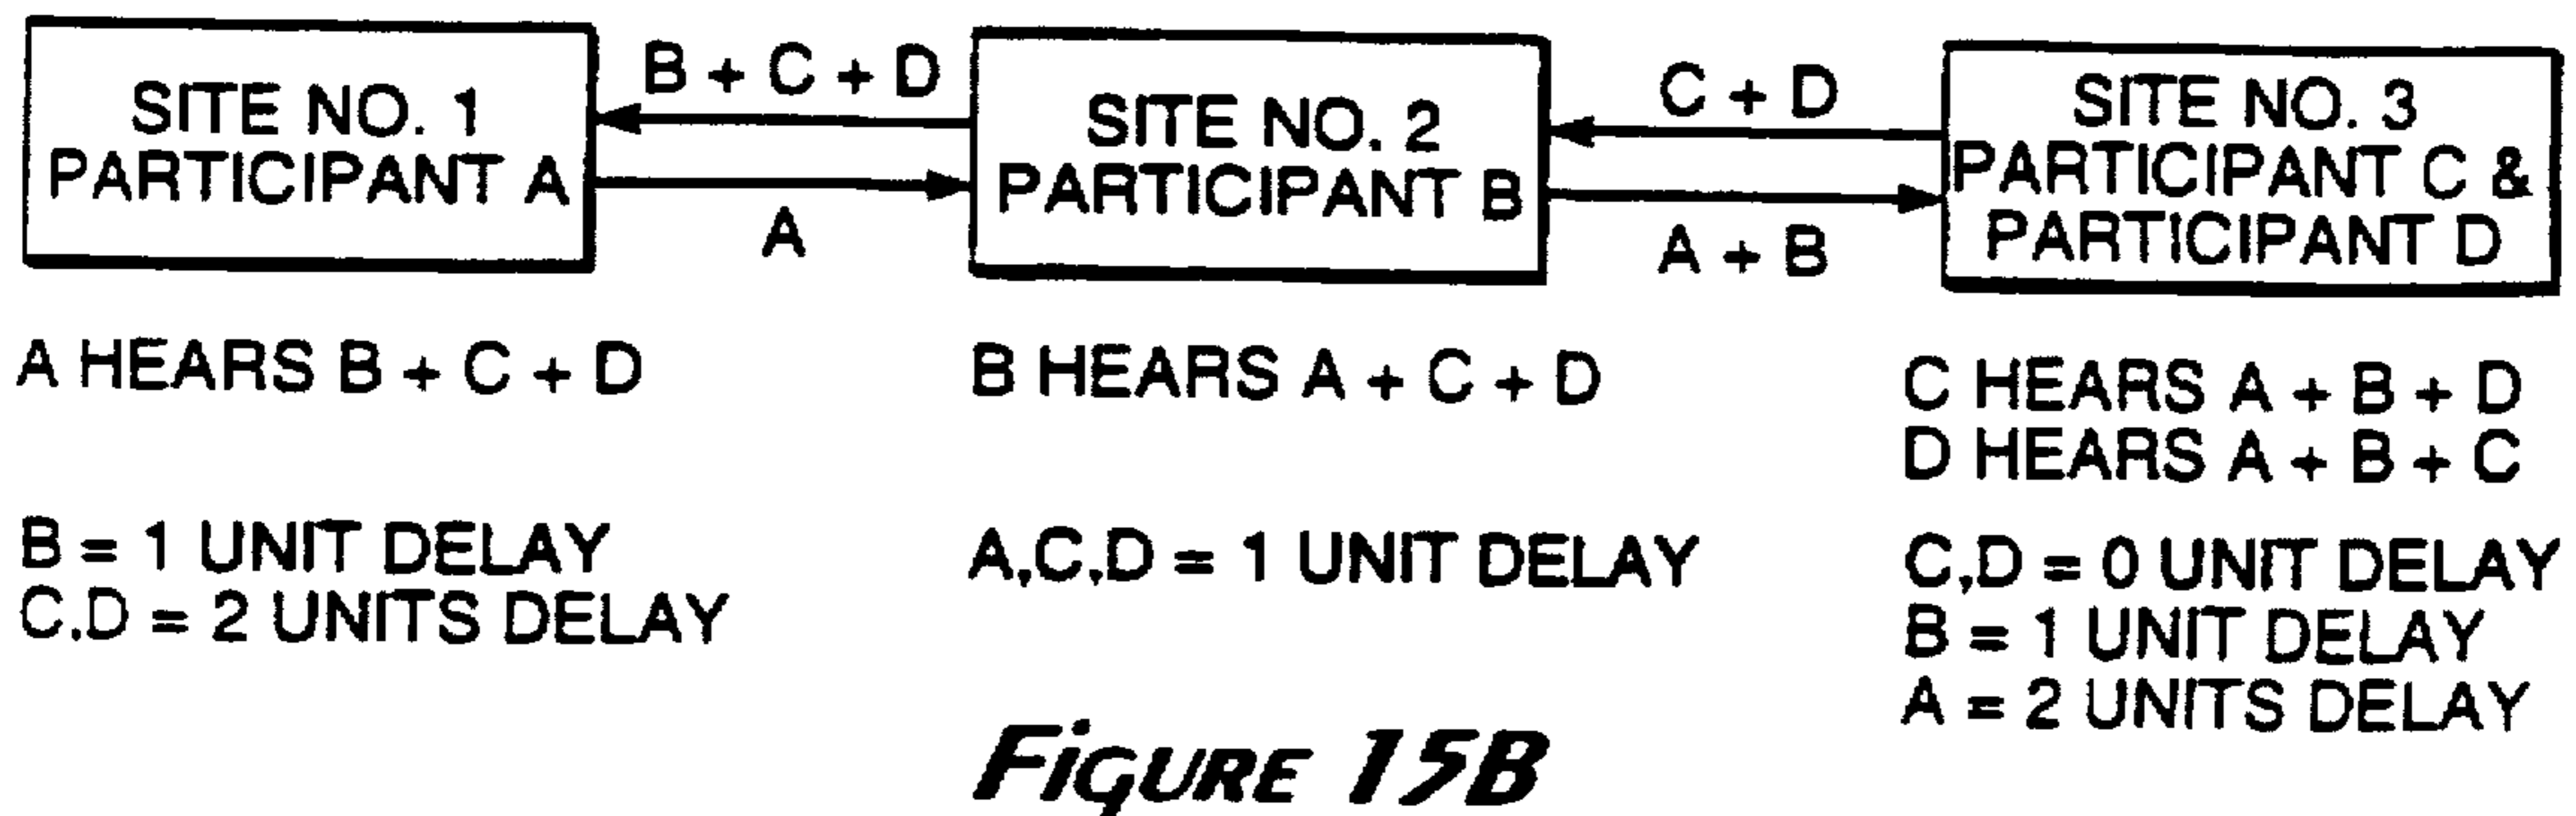 SITE NO. 1
PARTICIPANT A
B + C + D
A
SITE NO. 2
PARTICIPANT B
C + D
A + B
SITE NO. 3
PARTICIPANT C &
PARTICIPANT D
A HEARS B + C + D
B = 1 UNIT DELAY
C,D = 2 UNITS DELAY
B HEARS A + C + D
A,C,D = 1 UNIT DELAY
C HEARS A + B + D
D HEARS A + B + C
C,D = 0 UNIT DELAY
B = 1 UNIT DELAY
A = 2 UNITS DELAY
FIGURE 15B